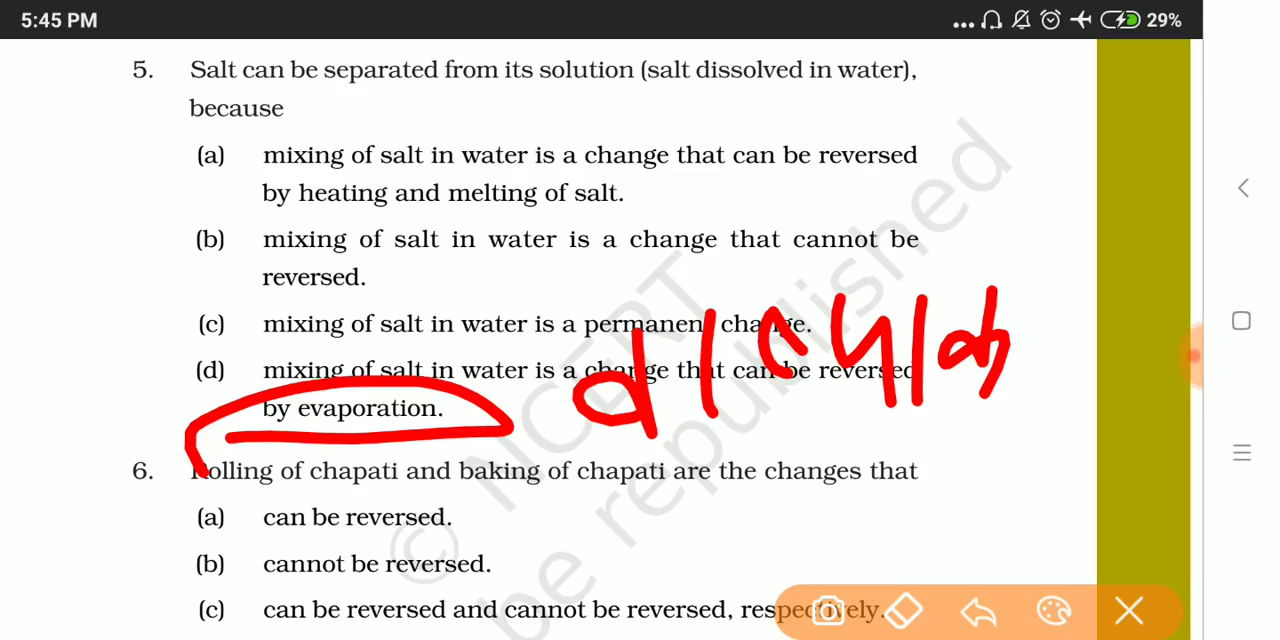 5:45 PM
29%
5. Salt can be separated from its solution (salt dissolved in water),
because
(a) mixing of salt in water is a change that can be reversed
by heating and melting of salt.
(b) mixing of salt in water is a change that cannot be
reversed.
(c) mixing of salt in water is a permanent change.
(d) mixing of salt in water is a change that can be reversed
by evaporation.
6. Rolling of chapati and baking of chapati are the changes that
(a) can be reversed.
(b) cannot be reversed.
(c) can be reversed and cannot be reversed, respectively.
© NCERT
be republished